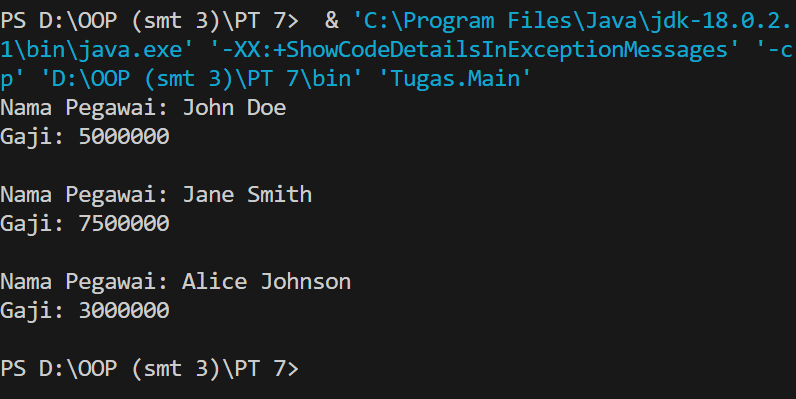 PS D:\OOP (smt 3)\PT 7>  & 'C:\Program Files\Java\jdk-18.0.2.
1\bin\java.exe' '-XX:+ShowCodeDetailsInExceptionMessages' '-c
p' 'D:\OOP (smt 3)\PT 7\bin' 'Tugas.Main'
Nama Pegawai: John Doe
Gaji: 5000000
Nama Pegawai: Jane Smith
Gaji: 7500000
Nama Pegawai: Alice Johnson
Gaji: 3000000
PS D:\OOP (smt 3)\PT 7>